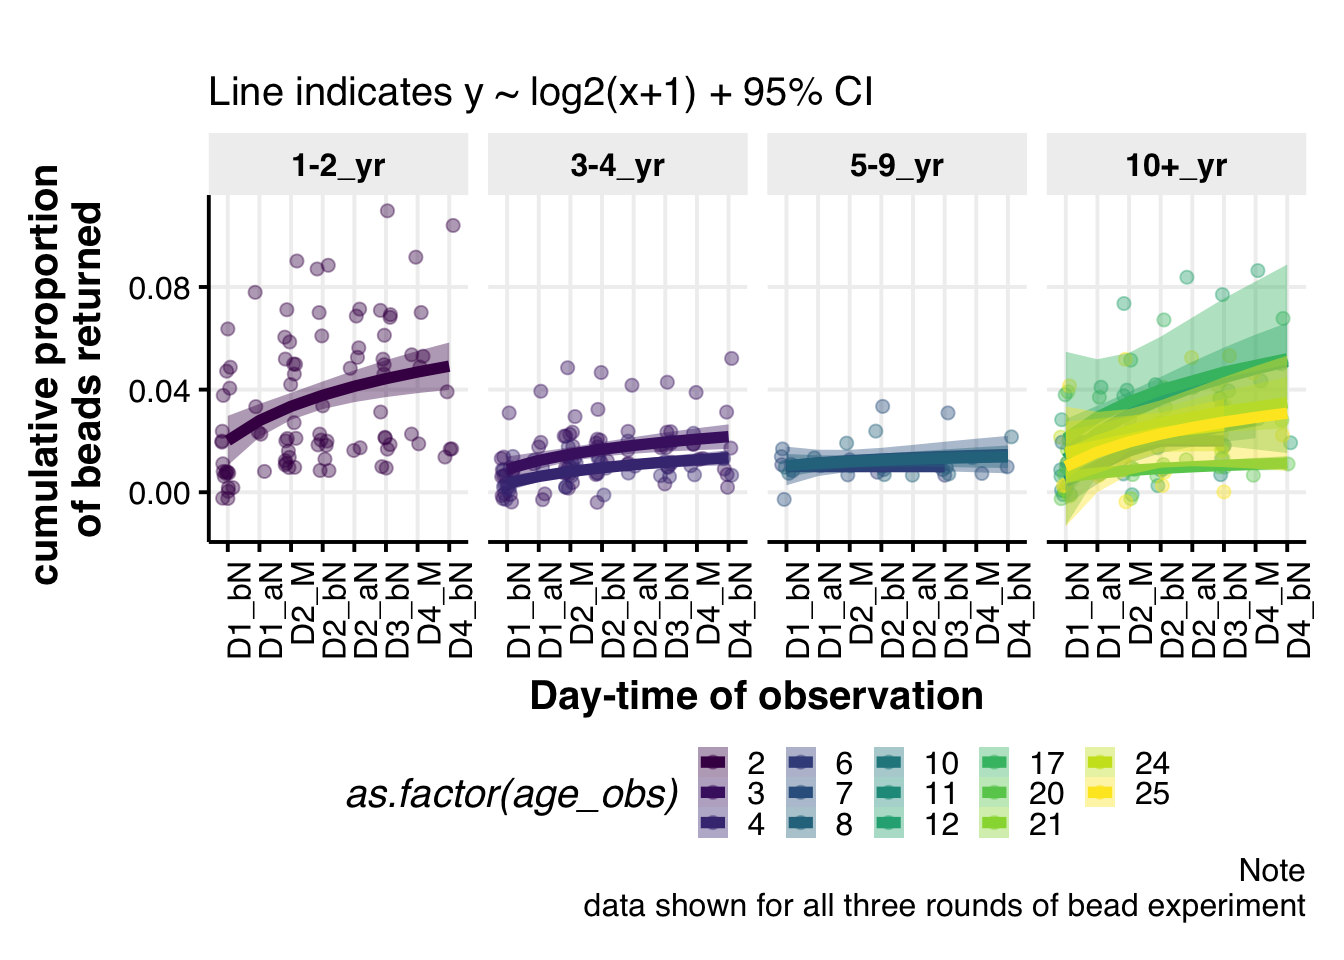 Line indicates y ~ log2(x+1) + 95% CI
1-2_yr 3-4_yr 5-9_yr 10+_yr
cumulative proportion
of beads returned
0.08
0.04
0.00
D1_bN D1_aN D2_M D2_bN D2_aN D3_bN D4_M D4_bN D1_bN D1_aN D2_M D2_bN D2_aN D3_bN D4_M D4_bN D1_bN D1_aN D2_M D2_bN D2_aN D3_bN D4_M D4_bN D1_bN D1_aN D2_M D2_bN D2_aN D3_bN D4_M D4_bN
Day-time of observation
as.factor(age_obs)
2 6 10 17 24
3 7 11 20 25
4 8 12 21
Note
data shown for all three rounds of bead experiment